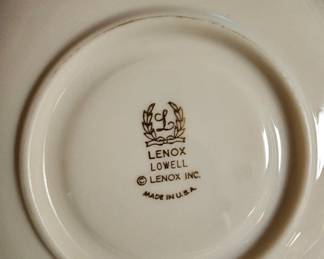 L
LENOX
LOWELL
© LENOX INC.
MADE IN U.S.A.